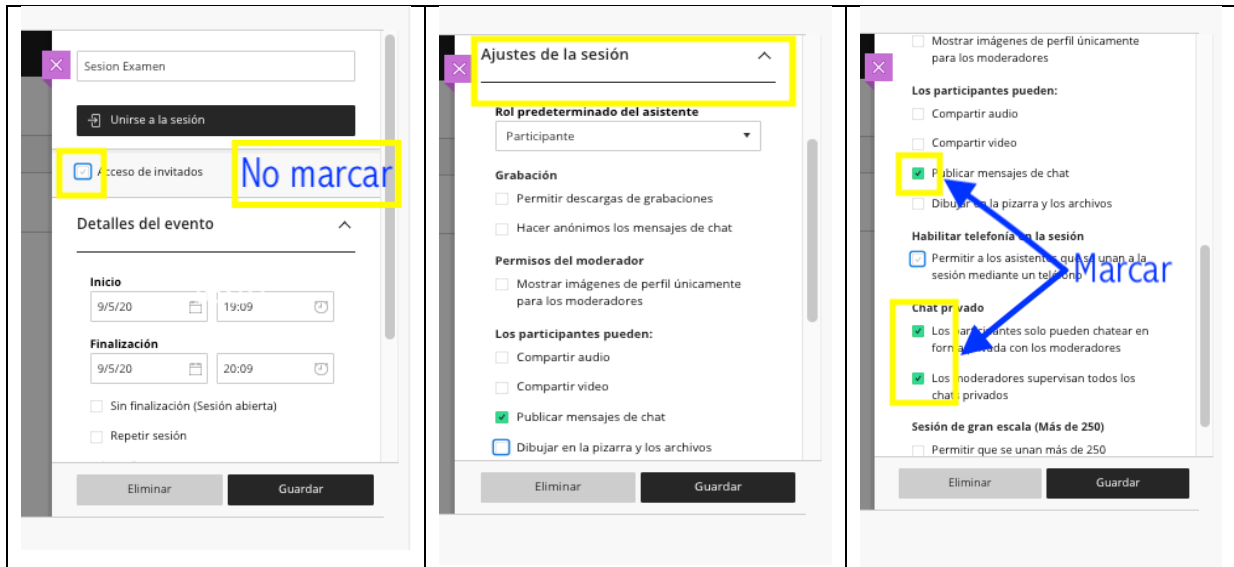 Sesion Examen
Unirse a la sesión
Acceso de invitados
No marcar
Detalles del evento
Inicio
9/5/20 19:09
Finalización
9/5/20 20:09
Sin finalización (Sesión abierta)
Repetir sesión
Eliminar Guardar
Ajustes de la sesión
Rol predeterminado del asistente
Participante
Grabación
Permitir descargas de grabaciones
Hacer anónimos los mensajes de chat
Permisos del moderador
Mostrar imágenes de perfil únicamente
para los moderadores
Los participantes pueden:
Compartir audio
Compartir video
Publicar mensajes de chat
Dibujar en la pizarra y los archivos
Eliminar Guardar
Mostrar imágenes de perfil únicamente
para los moderadores
Los participantes pueden:
Compartir audio
Compartir video
Publicar mensajes de chat
Dibujar en la pizarra y los archivos
Habilitar telefonía en la sesión
Permitir a los asistentes que se unan a la
sesión mediante un teléfono
Marcar
Chat privado
Los participantes solo pueden chatear en
forma privada con los moderadores
Los moderadores supervisan todos los
chats privados
Sesión de gran escala (Más de 250)
Permitir que se unan más de 250
Eliminar Guardar